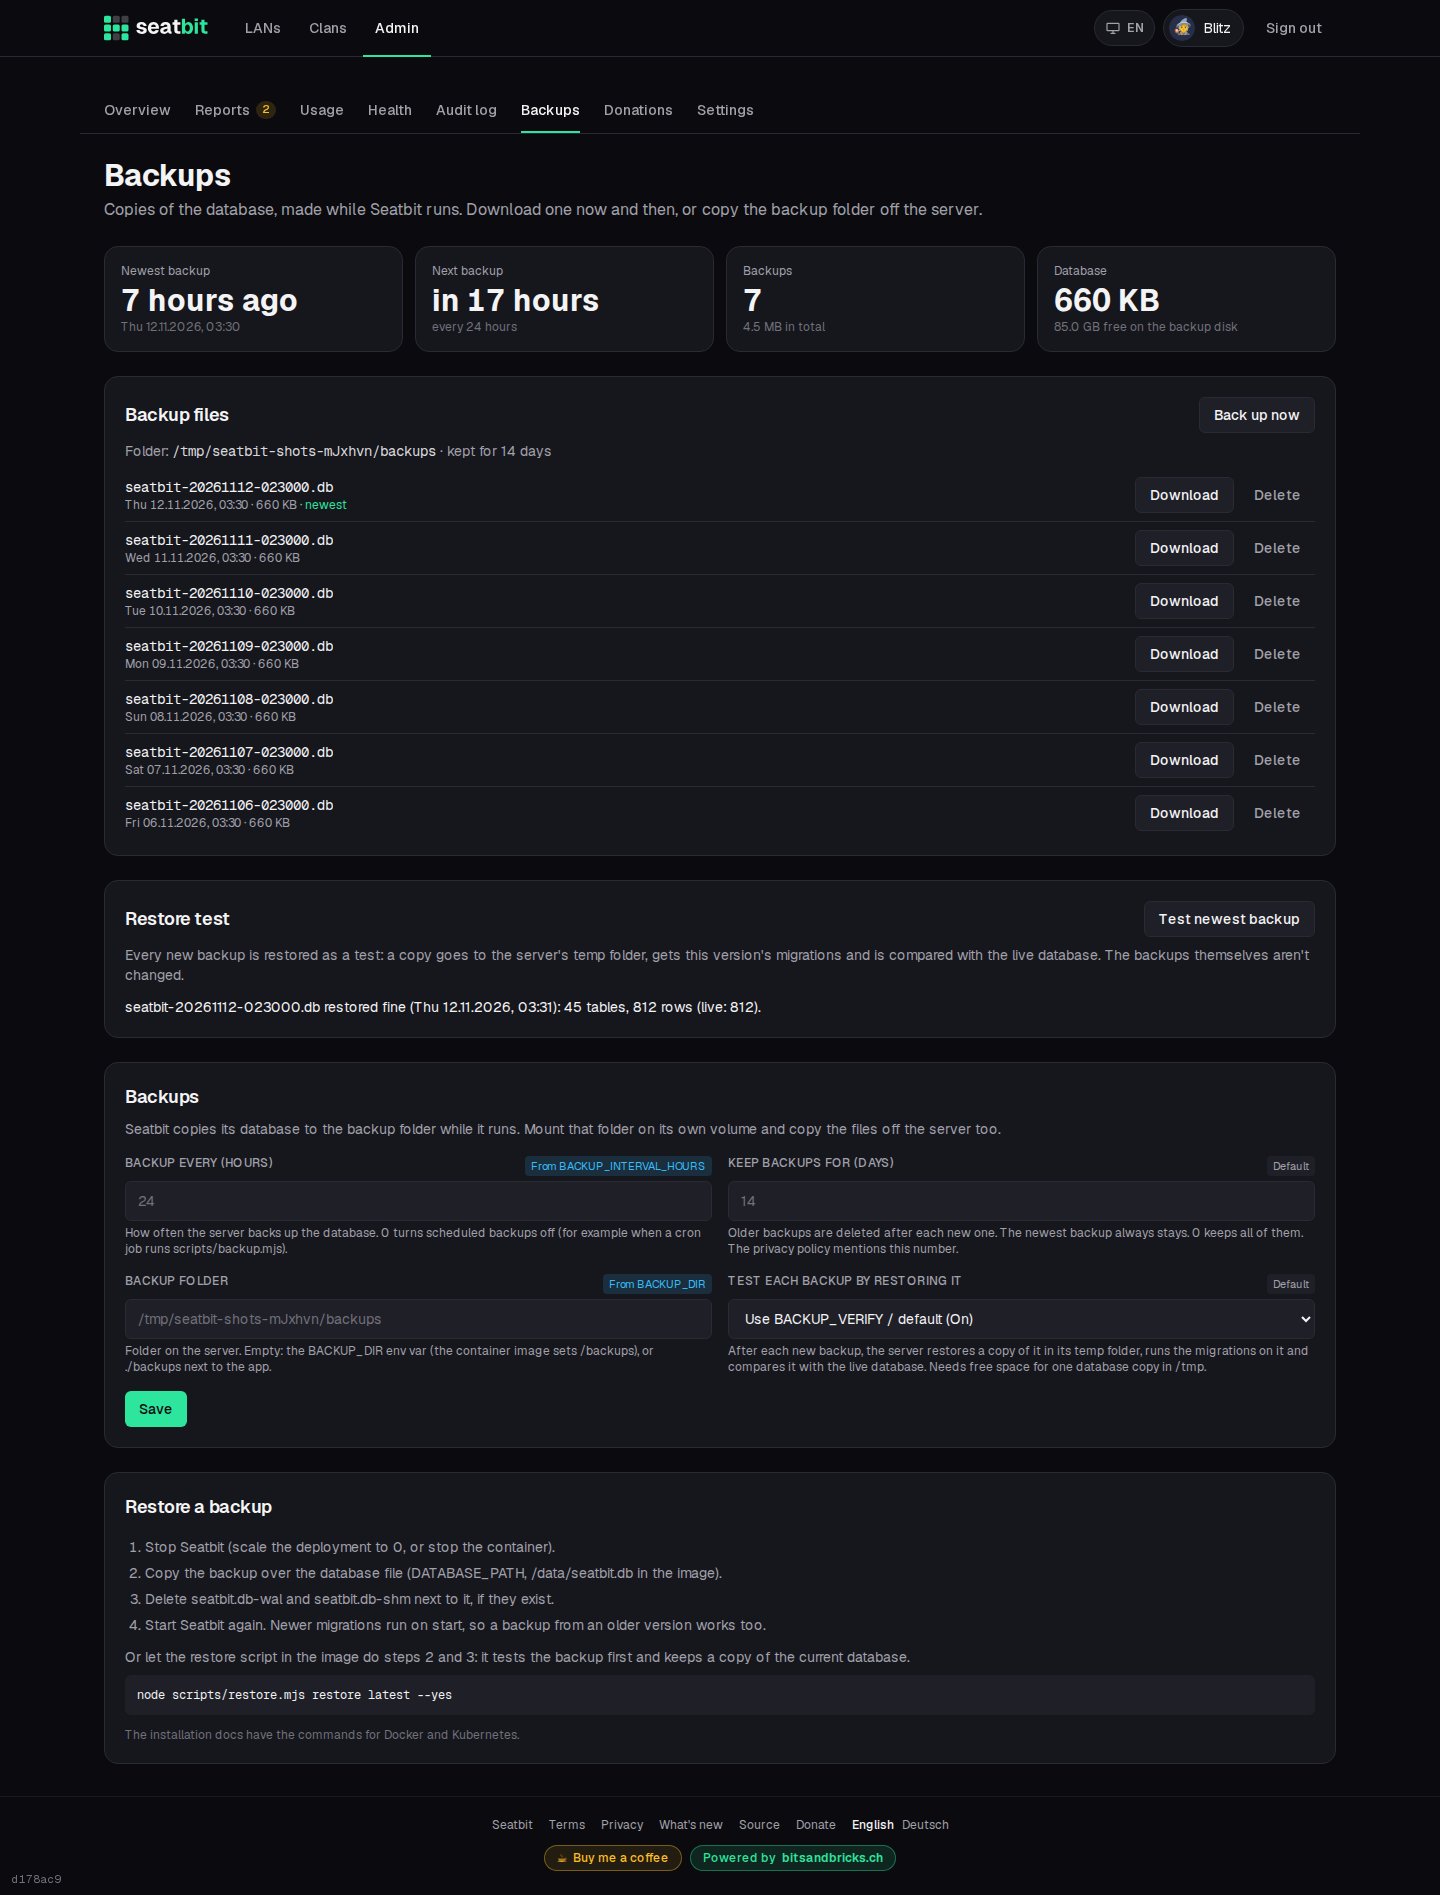 seatbit LANs Clans Admin EN Blitz Sign out
Overview Reports 2 Usage Health Audit log Backups Donations Settings
Backups
Copies of the database, made while Seatbit runs. Download one now and then, or copy the backup folder off the server.
Newest backup
7 hours ago
Thu 12.11.2026, 03:30
Next backup
in 17 hours
every 24 hours
Backups
7
4.5 MB in total
Database
660 KB
85.0 GB free on the backup disk
Backup files
Back up now
Folder: /tmp/seatbit-shots-mJxhvn/backups · kept for 14 days
seatbit-20261112-023000.db
Thu 12.11.2026, 03:30 · 660 KB · newest
Download Delete
seatbit-20261111-023000.db
Wed 11.11.2026, 03:30 · 660 KB
Download Delete
seatbit-20261110-023000.db
Tue 10.11.2026, 03:30 · 660 KB
Download Delete
seatbit-20261109-023000.db
Mon 09.11.2026, 03:30 · 660 KB
Download Delete
seatbit-20261108-023000.db
Sun 08.11.2026, 03:30 · 660 KB
Download Delete
seatbit-20261107-023000.db
Sat 07.11.2026, 03:30 · 660 KB
Download Delete
seatbit-20261106-023000.db
Fri 06.11.2026, 03:30 · 660 KB
Download Delete
Restore test
Test newest backup
Every new backup is restored as a test: a copy goes to the server's temp folder, gets this version's migrations and is compared with the live database. The backups themselves aren't
changed.
seatbit-20261112-023000.db restored fine (Thu 12.11.2026, 03:31): 45 tables, 812 rows (live: 812).
Backups
Seatbit copies its database to the backup folder while it runs. Mount that folder on its own volume and copy the files off the server too.
BACKUP EVERY (HOURS) From BACKUP_INTERVAL_HOURS
24
How often the server backs up the database. 0 turns scheduled backups off (for example when a cron
job runs scripts/backup.mjs).
KEEP BACKUPS FOR (DAYS) Default
14
Older backups are deleted after each new one. The newest backup always stays. 0 keeps all of them.
The privacy policy mentions this number.
BACKUP FOLDER From BACKUP_DIR
/tmp/seatbit-shots-mJxhvn/backups
Folder on the server. Empty: the BACKUP_DIR env var (the container image sets /backups), or
./backups next to the app.
TEST EACH BACKUP BY RESTORING IT Default
Use BACKUP_VERIFY / default (On)
After each new backup, the server restores a copy of it in its temp folder, runs the migrations on it and
compares it with the live database. Needs free space for one database copy in /tmp.
Save
Restore a backup
1. Stop Seatbit (scale the deployment to 0, or stop the container).
2. Copy the backup over the database file (DATABASE_PATH, /data/seatbit.db in the image).
3. Delete seatbit.db-wal and seatbit.db-shm next to it, if they exist.
4. Start Seatbit again. Newer migrations run on start, so a backup from an older version works too.
Or let the restore script in the image do steps 2 and 3: it tests the backup first and keeps a copy of the current database.
node scripts/restore.mjs restore latest --yes
The installation docs have the commands for Docker and Kubernetes.
Seatbit Terms Privacy What's new Source Donate English Deutsch
Buy me a coffee Powered by bitsandbricks.ch
d178ac9